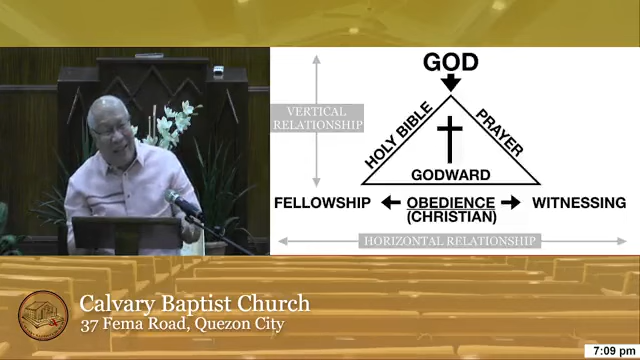 GOD
VERTICAL
RELATIONSHIP
HOLY BIBLE
PRAYER
GODWARD
FELLOWSHIP
OBEDIENCE
WITNESSING
(CHRISTIAN)
HORIZONTAL RELATIONSHIP
Calvary Baptist Church
37 Fema Road, Quezon City
7:09 pm